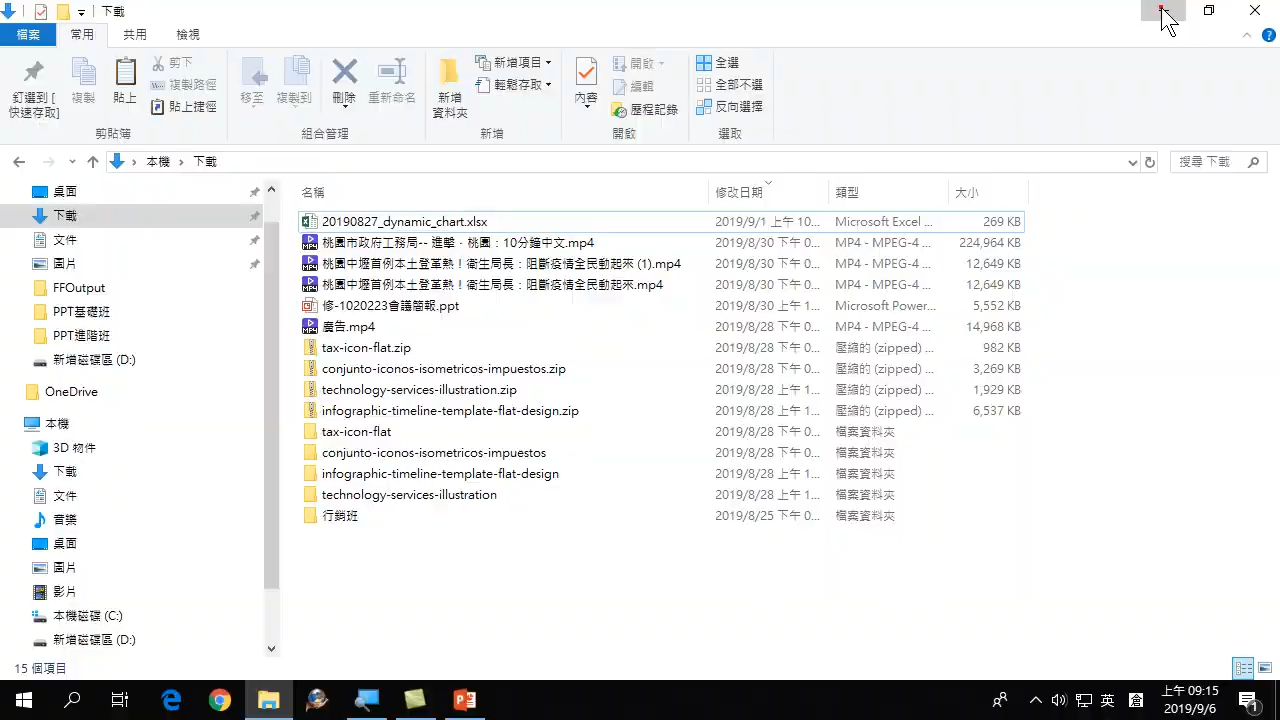 下載
檔案 常用 共用 檢視
釘選到 [
快速存取]
複製
貼上
剪下
複製路徑
貼上捷徑
剪貼簿
移至
複製到
刪除
重新命名
組合管理
新增
資料夾
新增項目
輕鬆存取
新增
內容
開啟
編輯
歷程記錄
開啟
全選
全部不選
反向選擇
選取
本機 › 下載
搜尋 下載
桌面
下載
文件
圖片
FFOutput
PPT基礎班
PPT進階班
新增磁碟區 (D:)
OneDrive
本機
3D 物件
下載
文件
音樂
桌面
圖片
影片
本機磁碟 (C:)
新增磁碟區 (D:)
名稱 修改日期 類型 大小
20190827_dynamic_chart.xlsx 2019/9/1 上午 10... Microsoft Excel ... 269 KB
桃園市政府工務局-- 進擊‧桃園：10分鐘中文.mp4 2019/8/30 下午 0... MP4 - MPEG-4 ... 224,964 KB
桃園中壢首例本土登革熱！衛生局長：阻斷疫情全民動起來 (1).mp4 2019/8/30 下午 0... MP4 - MPEG-4 ... 12,649 KB
桃園中壢首例本土登革熱！衛生局長：阻斷疫情全民動起來.mp4 2019/8/30 下午 0... MP4 - MPEG-4 ... 12,649 KB
修-1020223會議簡報.ppt 2019/8/30 上午 1... Microsoft Power... 5,552 KB
廣告.mp4 2019/8/28 下午 0... MP4 - MPEG-4 ... 14,968 KB
tax-icon-flat.zip 2019/8/28 下午 0... 壓縮的 (zipped) ... 982 KB
conjunto-iconos-isometricos-impuestos.zip 2019/8/28 下午 0... 壓縮的 (zipped) ... 3,269 KB
technology-services-illustration.zip 2019/8/28 上午 1... 壓縮的 (zipped) ... 1,929 KB
infographic-timeline-template-flat-design.zip 2019/8/28 上午 0... 壓縮的 (zipped) ... 6,537 KB
tax-icon-flat 2019/8/28 下午 0... 檔案資料夾
conjunto-iconos-isometricos-impuestos 2019/8/28 下午 0... 檔案資料夾
infographic-timeline-template-flat-design 2019/8/28 上午 1... 檔案資料夾
technology-services-illustration 2019/8/28 上午 1... 檔案資料夾
行銷班 2019/8/25 下午 0... 檔案資料夾
15 個項目
英
上午 09:15
2019/9/6
1